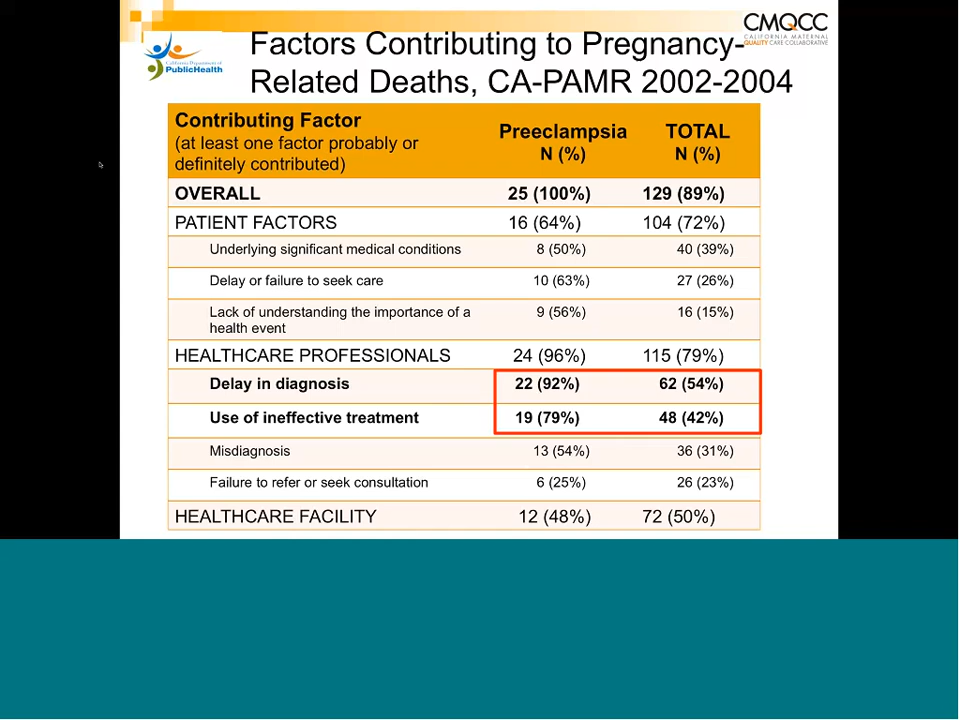 CMQCC
CALIFORNIA MATERNAL
QUALITY CARE COLLABORATIVE
California Department of
PublicHealth
Factors Contributing to Pregnancy-
Related Deaths, CA-PAMR 2002-2004
Contributing Factor
(at least one factor probably or
definitely contributed)
Preeclampsia
N (%)
TOTAL
N (%)
OVERALL 25 (100%) 129 (89%)
PATIENT FACTORS 16 (64%) 104 (72%)
Underlying significant medical conditions 8 (50%) 40 (39%)
Delay or failure to seek care 10 (63%) 27 (26%)
Lack of understanding the importance of a
health event 9 (56%) 16 (15%)
HEALTHCARE PROFESSIONALS 24 (96%) 115 (79%)
Delay in diagnosis 22 (92%) 62 (54%)
Use of ineffective treatment 19 (79%) 48 (42%)
Misdiagnosis 13 (54%) 36 (31%)
Failure to refer or seek consultation 6 (25%) 26 (23%)
HEALTHCARE FACILITY 12 (48%) 72 (50%)